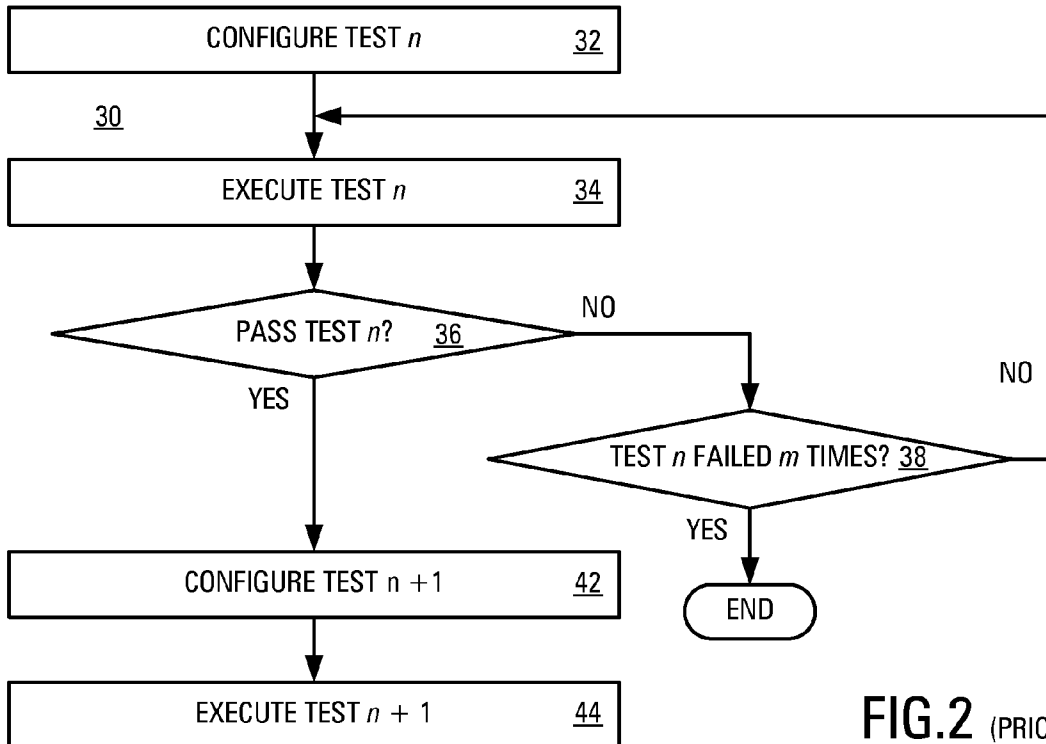 CONFIGURE TEST n 32
30
EXECUTE TEST n 34
PASS TEST n? 36
NO
YES
NO
TEST n FAILED m TIMES? 38
YES
CONFIGURE TEST n + 1 42
END
EXECUTE TEST n + 1 44
FIG.2 (PRIO